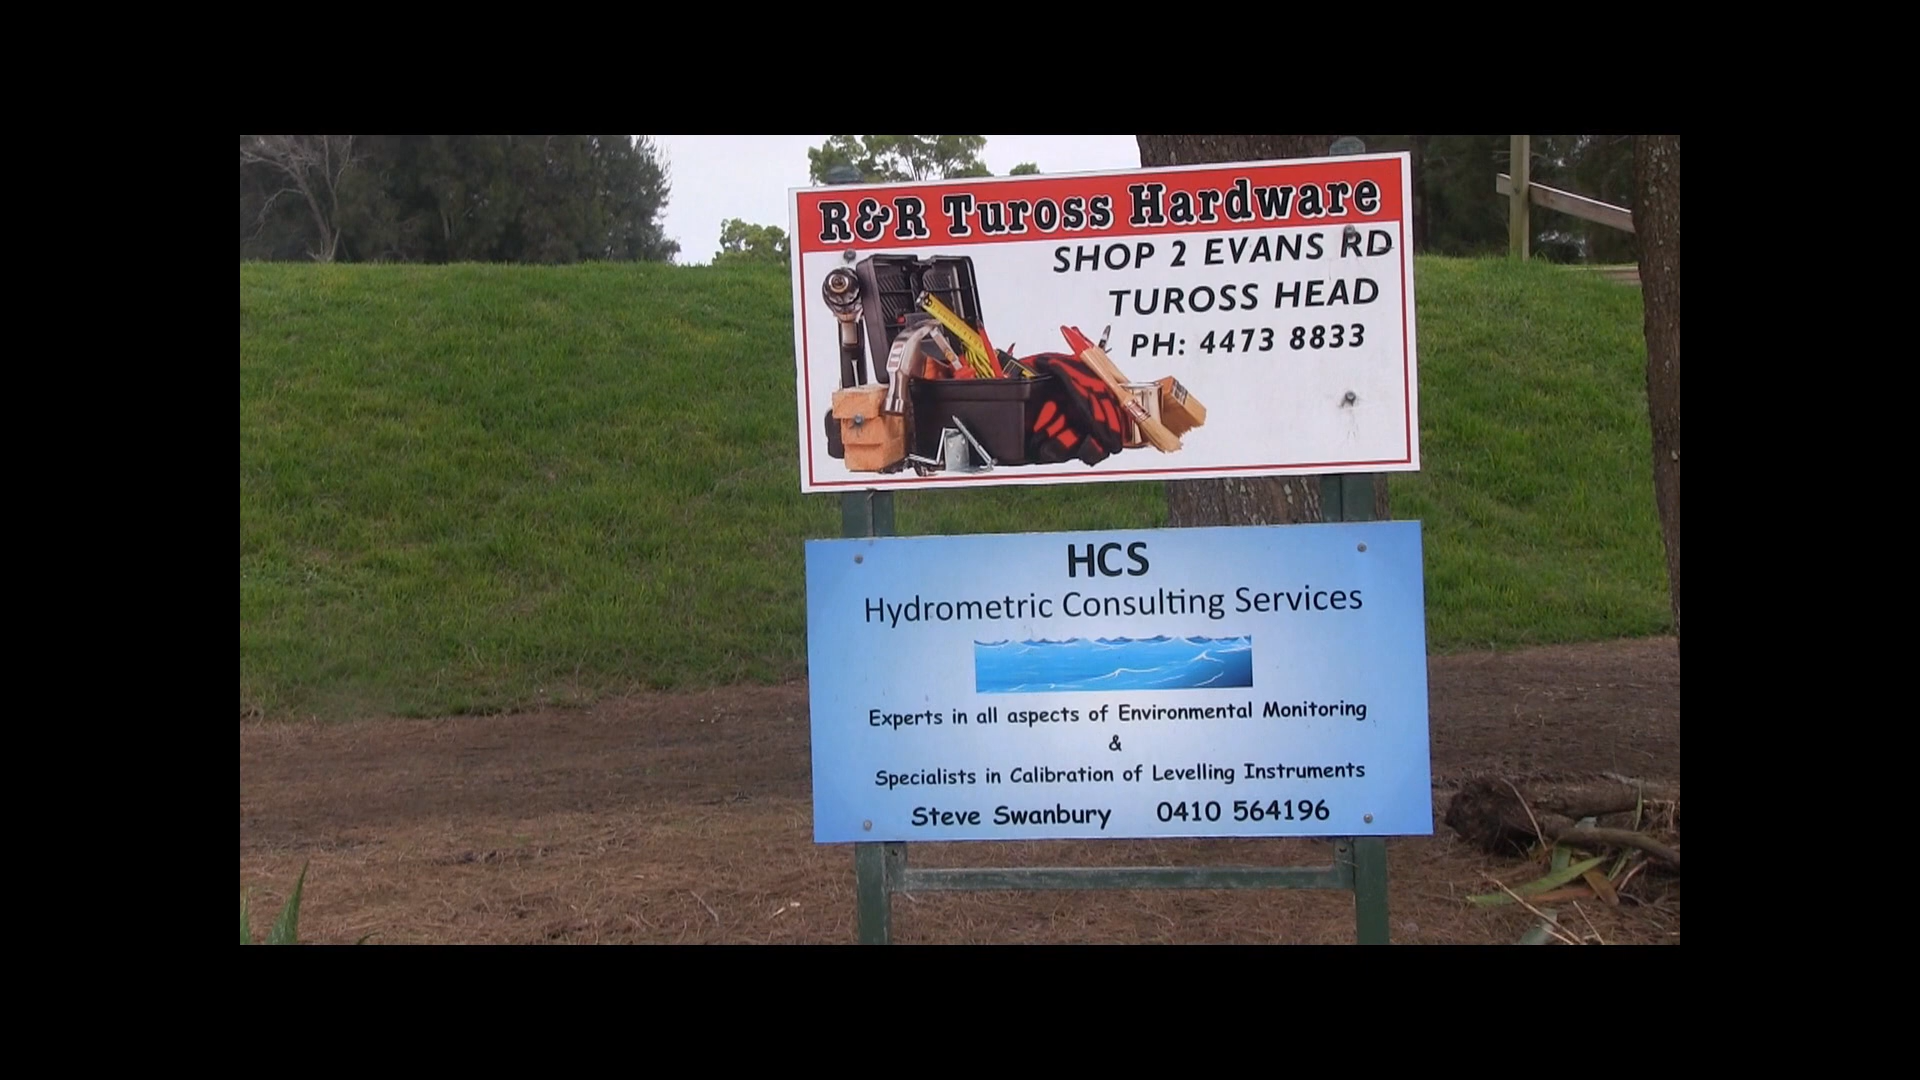 R&R Tuross Hardware
SHOP 2 EVANS RD
TUROSS HEAD
PH: 4473 8833
HCS
Hydrometric Consulting Services
Experts in all aspects of Environmental Monitoring
&
Specialists in Calibration of Levelling Instruments
Steve Swanbury 0410 564196